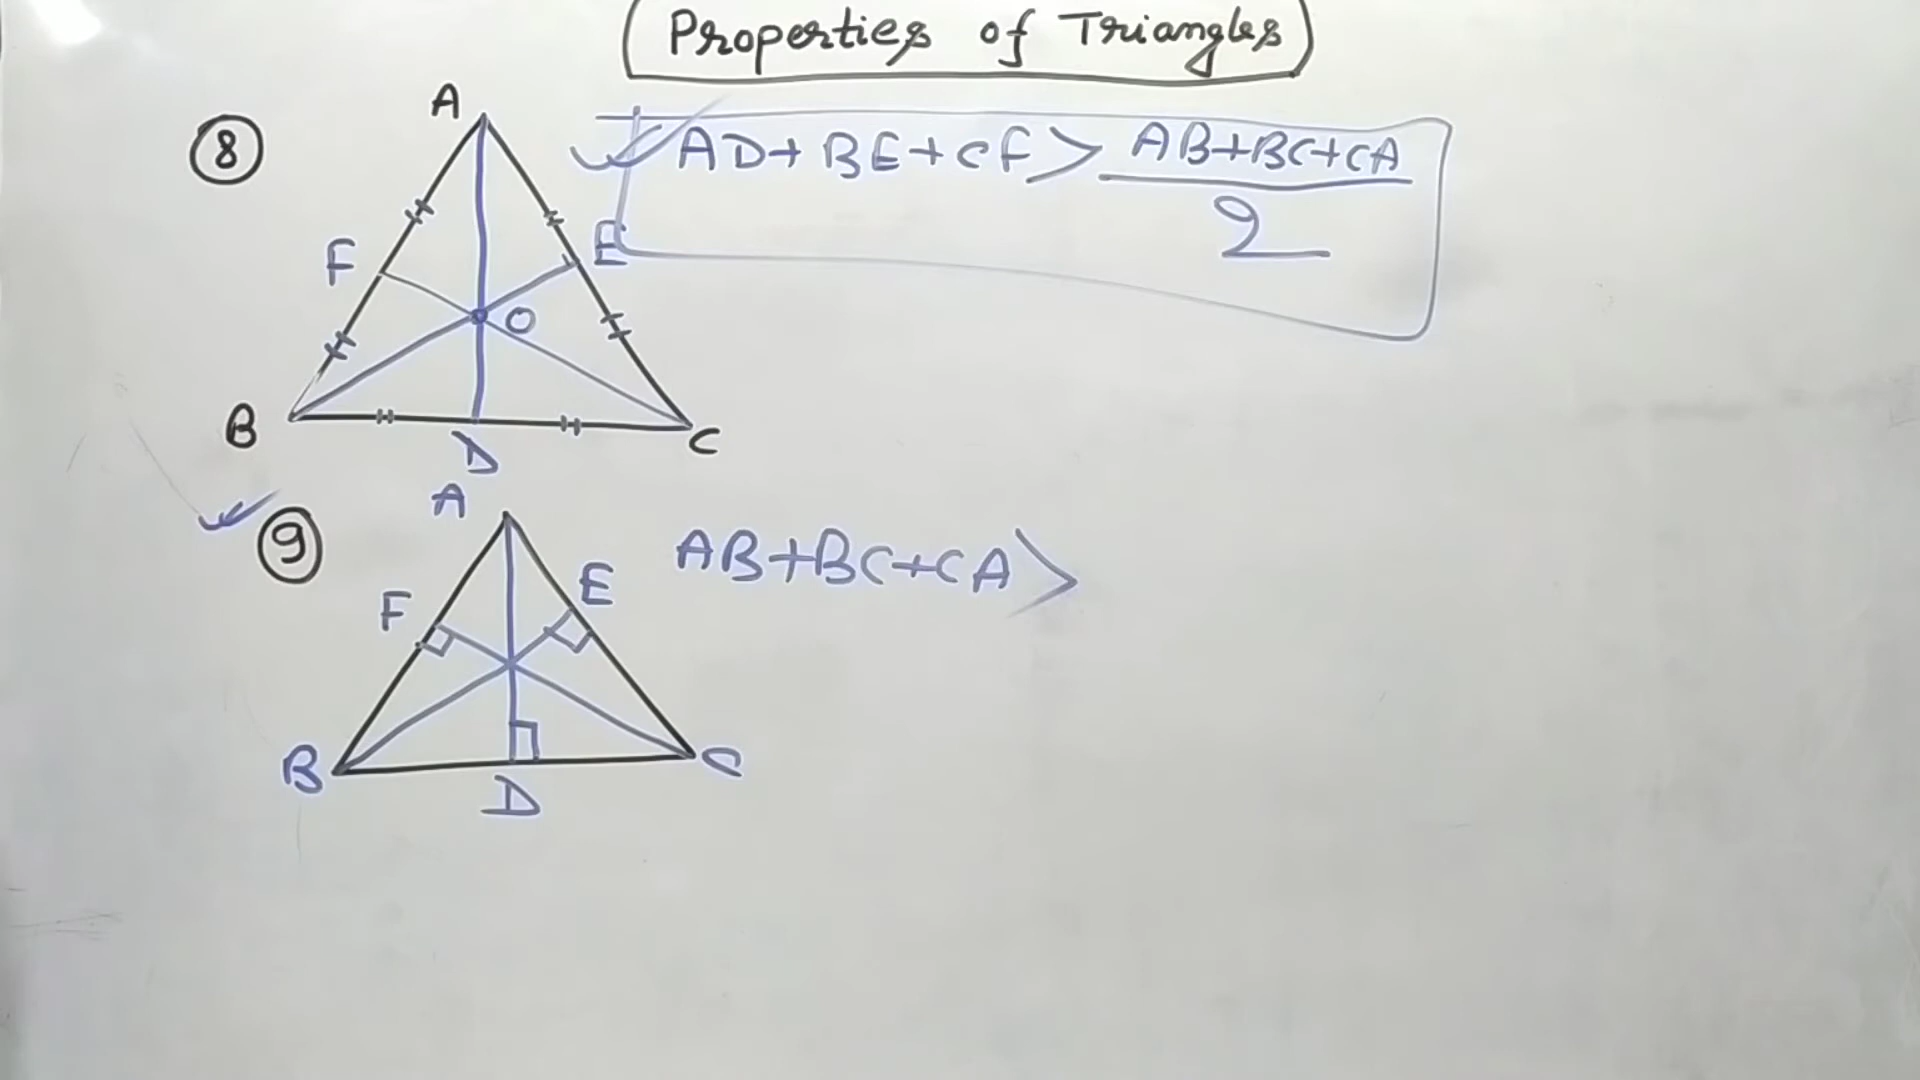 Properties of Triangles
8
A
F
E
O
B
D
C
AD+BE+CF> AB+BC+CA
2
9
A
F
E
B
D
C
AB+BC+CA>